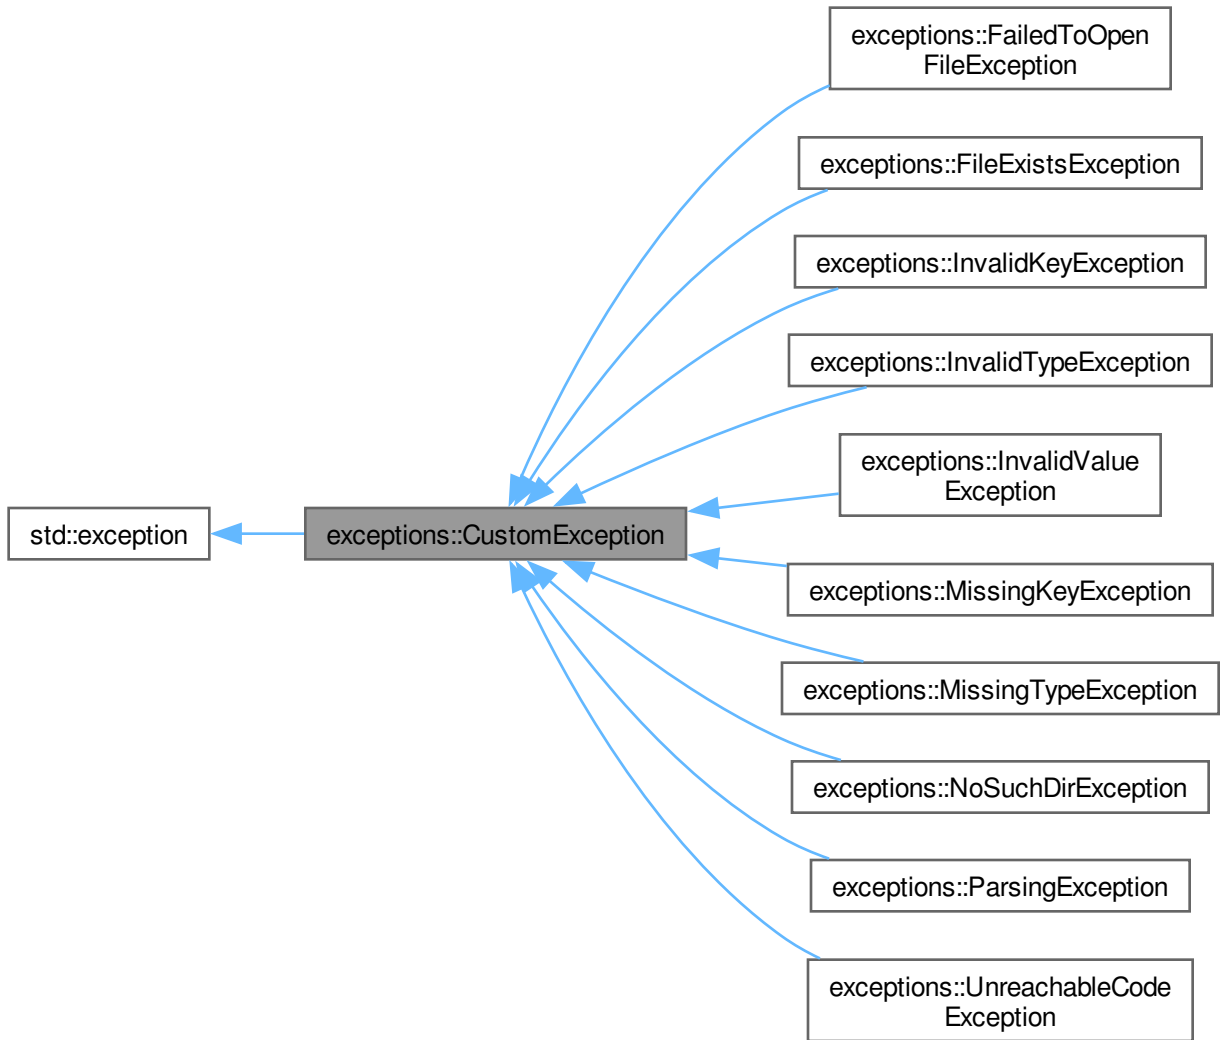 std::exception
exceptions::CustomException
exceptions::FailedToOpen
FileException
exceptions::FileExistsException
exceptions::InvalidKeyException
exceptions::InvalidTypeException
exceptions::InvalidValue
Exception
exceptions::MissingKeyException
exceptions::MissingTypeException
exceptions::NoSuchDirException
exceptions::ParsingException
exceptions::UnreachableCode
Exception